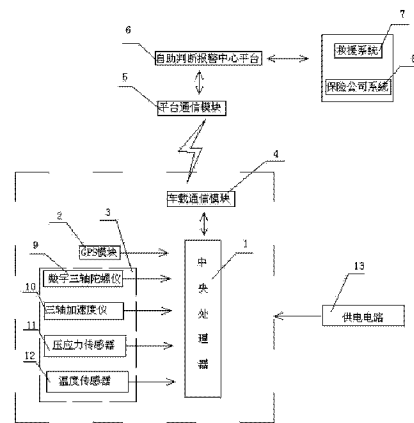 7
6
救援系统
自助判断报警中心平台
8
5
保险公司系统
平台通信模块
4
车载通信模块
2
3
1
GPS模块
9
13
数字三轴陀螺仪
10
三轴加速度仪
供电电路
11
压应力传感器
12
温度传感器
中央处理器